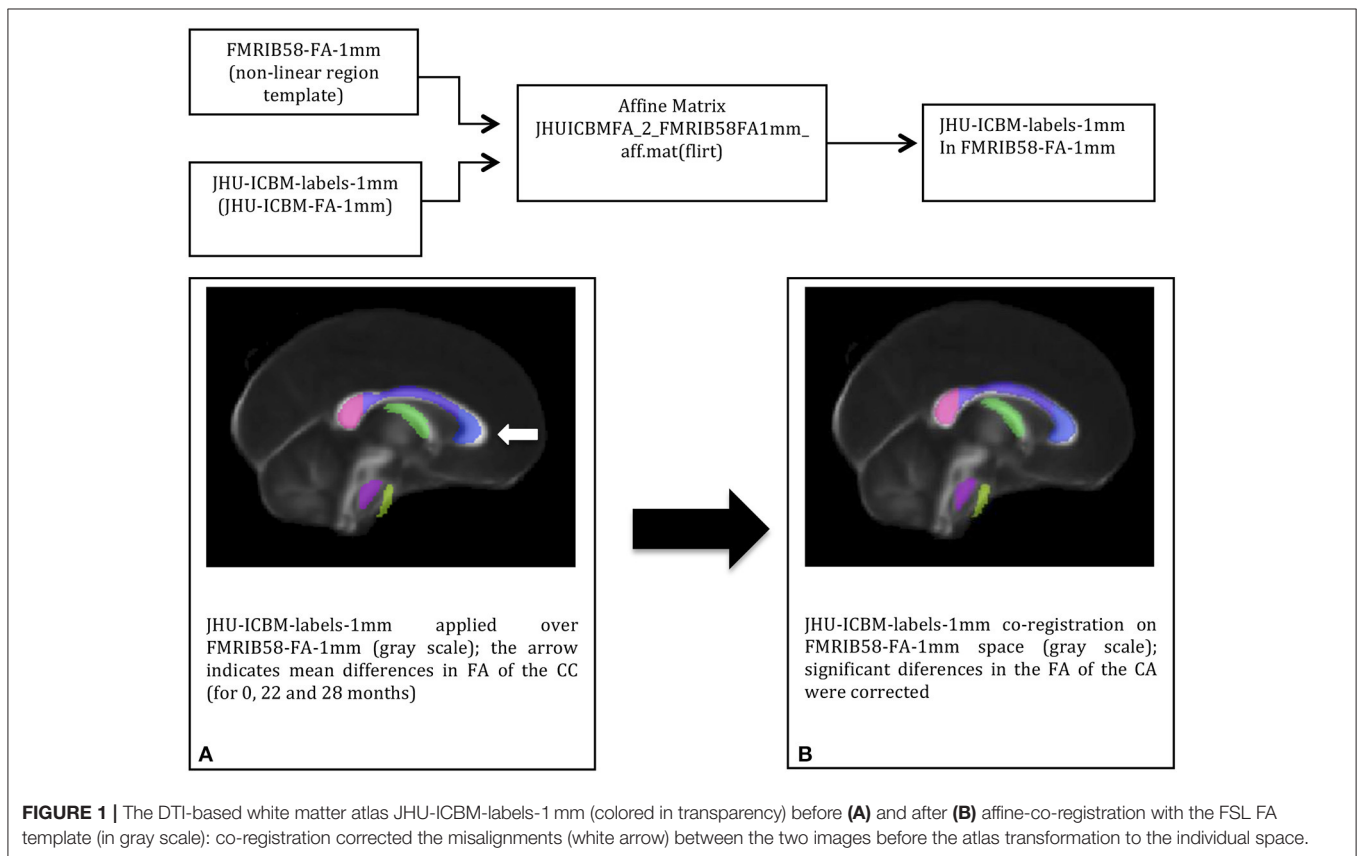 FMRIB58-FA-1mm
(non-linear region
template)
JHU-ICBM-labels-1mm
(JHU-ICBM-FA-1mm)
Affine Matrix
JHUICBMFA_2_FMRIB58FA1mm_
aff.mat(flirt)
JHU-ICBM-labels-1mm
In FMRIB58-FA-1mm
JHU-ICBM-labels-1mm applied over
FMRIB58-FA-1mm (gray scale); the arrow
indicates mean differences in FA of the CC
(for 0, 22 and 28 months)
A
JHU-ICBM-labels-1mm co-registration on
FMRIB58-FA-1mm space (gray scale);
significant diferences in the FA of the CA
were corrected
B
FIGURE 1 | The DTI-based white matter atlas JHU-ICBM-labels-1 mm (colored in transparency) before (A) and after (B) affine-co-registration with the FSL FA
template (in gray scale): co-registration corrected the misalignments (white arrow) between the two images before the atlas transformation to the individual space.